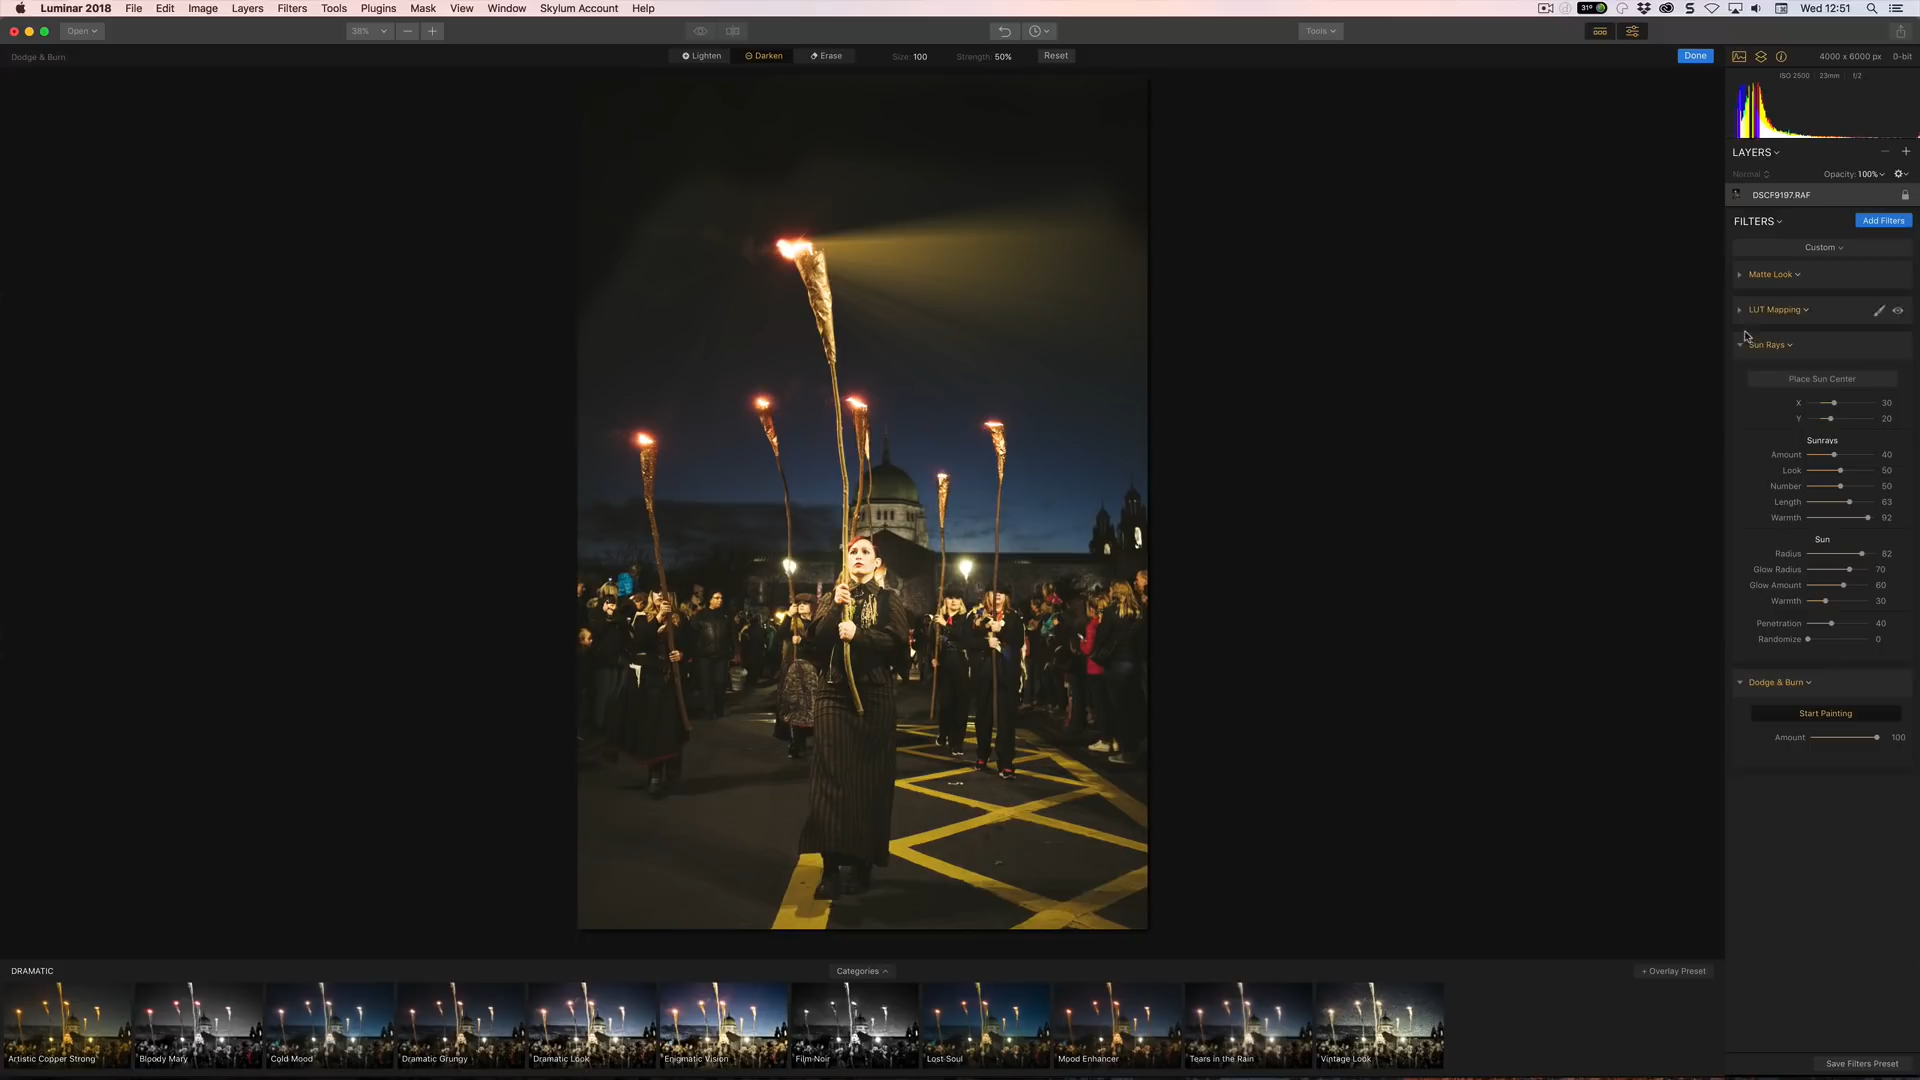 Luminar 2018 File Edit Image Layers Filters Tools Plugins Mask View Window Skylum Account Help
31° Wed 12:51
Open 38% Tools
Dodge & Burn Lighten Darken Erase Size: 100 Strength: 50% Reset Done
4000 x 6000 px 0-bit
ISO 2500 23mm f/2
LAYERS
Normal Opacity: 100%
DSCF9197.RAF
FILTERS Add Filters
Custom
Matte Look
LUT Mapping
Sun Rays
Place Sun Center
X 30
Y 20
Sunrays
Amount 40
Look 50
Number 50
Length 63
Warmth 92
Sun
Radius 82
Glow Radius 70
Glow Amount 60
Warmth 30
Penetration 40
Randomize 0
Dodge & Burn
Start Painting
Amount 100
DRAMATIC Categories + Overlay Preset
Artistic Copper Strong Bloody Mary Cold Mood Dramatic Grungy Dramatic Look Enigmatic Vision Film Noir Lost Soul Mood Enhancer Tears in the Rain Vintage Look
Save Filters Preset